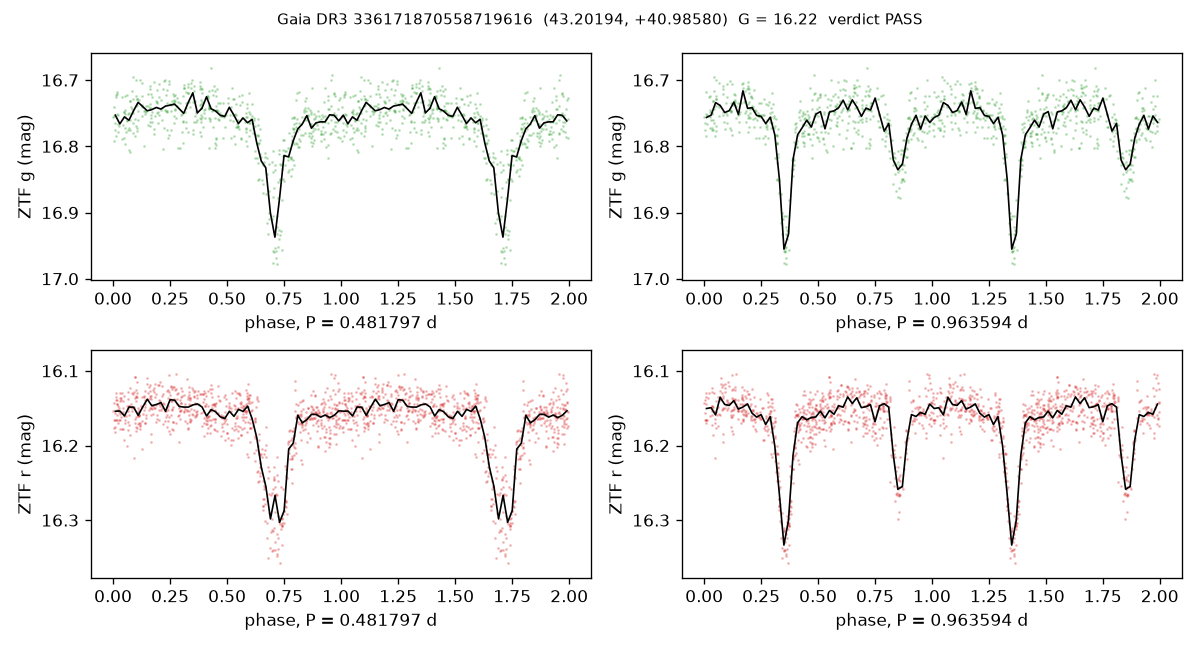 Gaia DR3 336171870558719616  (43.20194, +40.98580)  G = 16.22  verdict PASS
ZTF g (mag)
16.7
16.8
16.9
17.0
0.00 0.25 0.50 0.75 1.00 1.25 1.50 1.75 2.00
phase, P = 0.481797 d
ZTF g (mag)
16.7
16.8
16.9
17.0
0.00 0.25 0.50 0.75 1.00 1.25 1.50 1.75 2.00
phase, P = 0.963594 d
ZTF r (mag)
16.1
16.2
16.3
0.00 0.25 0.50 0.75 1.00 1.25 1.50 1.75 2.00
phase, P = 0.481797 d
ZTF r (mag)
16.1
16.2
16.3
0.00 0.25 0.50 0.75 1.00 1.25 1.50 1.75 2.00
phase, P = 0.963594 d